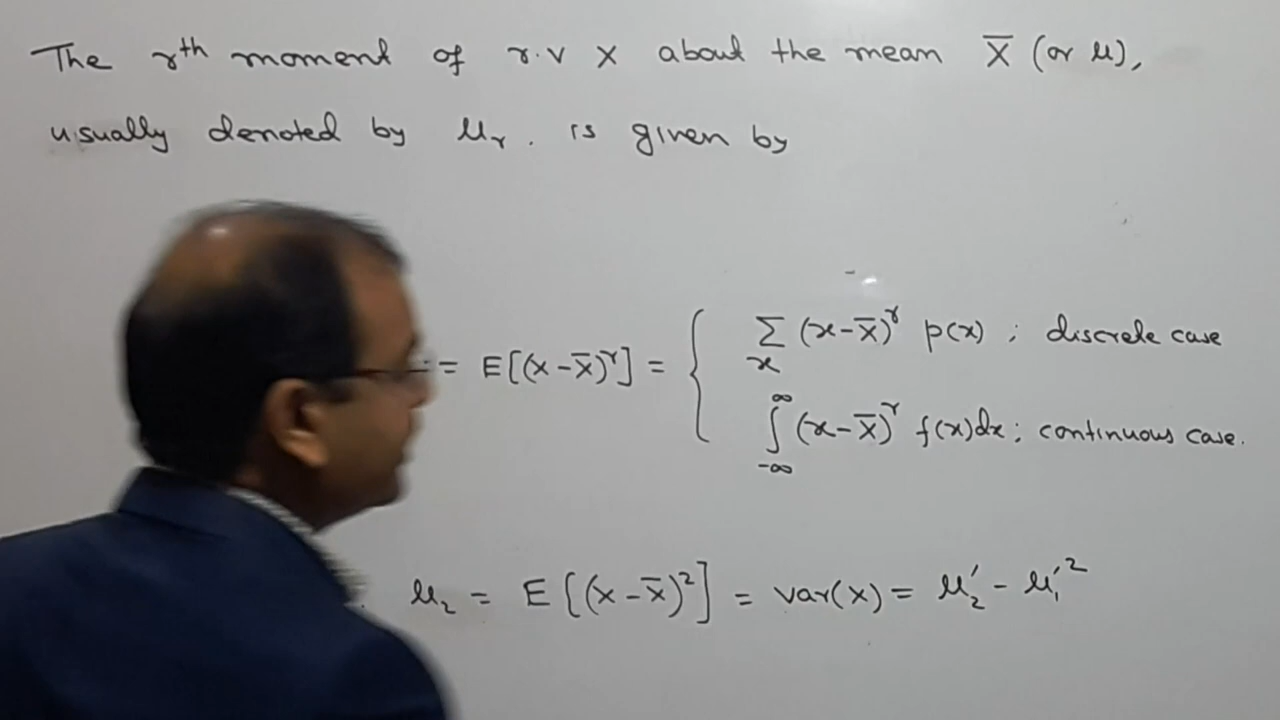 The rth moment of r.v X about the mean X̄ (or μ),
usually denoted by μᵣ. is given by
= E[(X-X̄)^r] = { Σ_x (x-X̄)^r p(x) ; discrete case
∫_{-∞}^{∞} (x-X̄)^r f(x)dx ; continuous case.
μ₂ = E[(X-X̄)²] = var(X) = μ₂' - μ₁'²